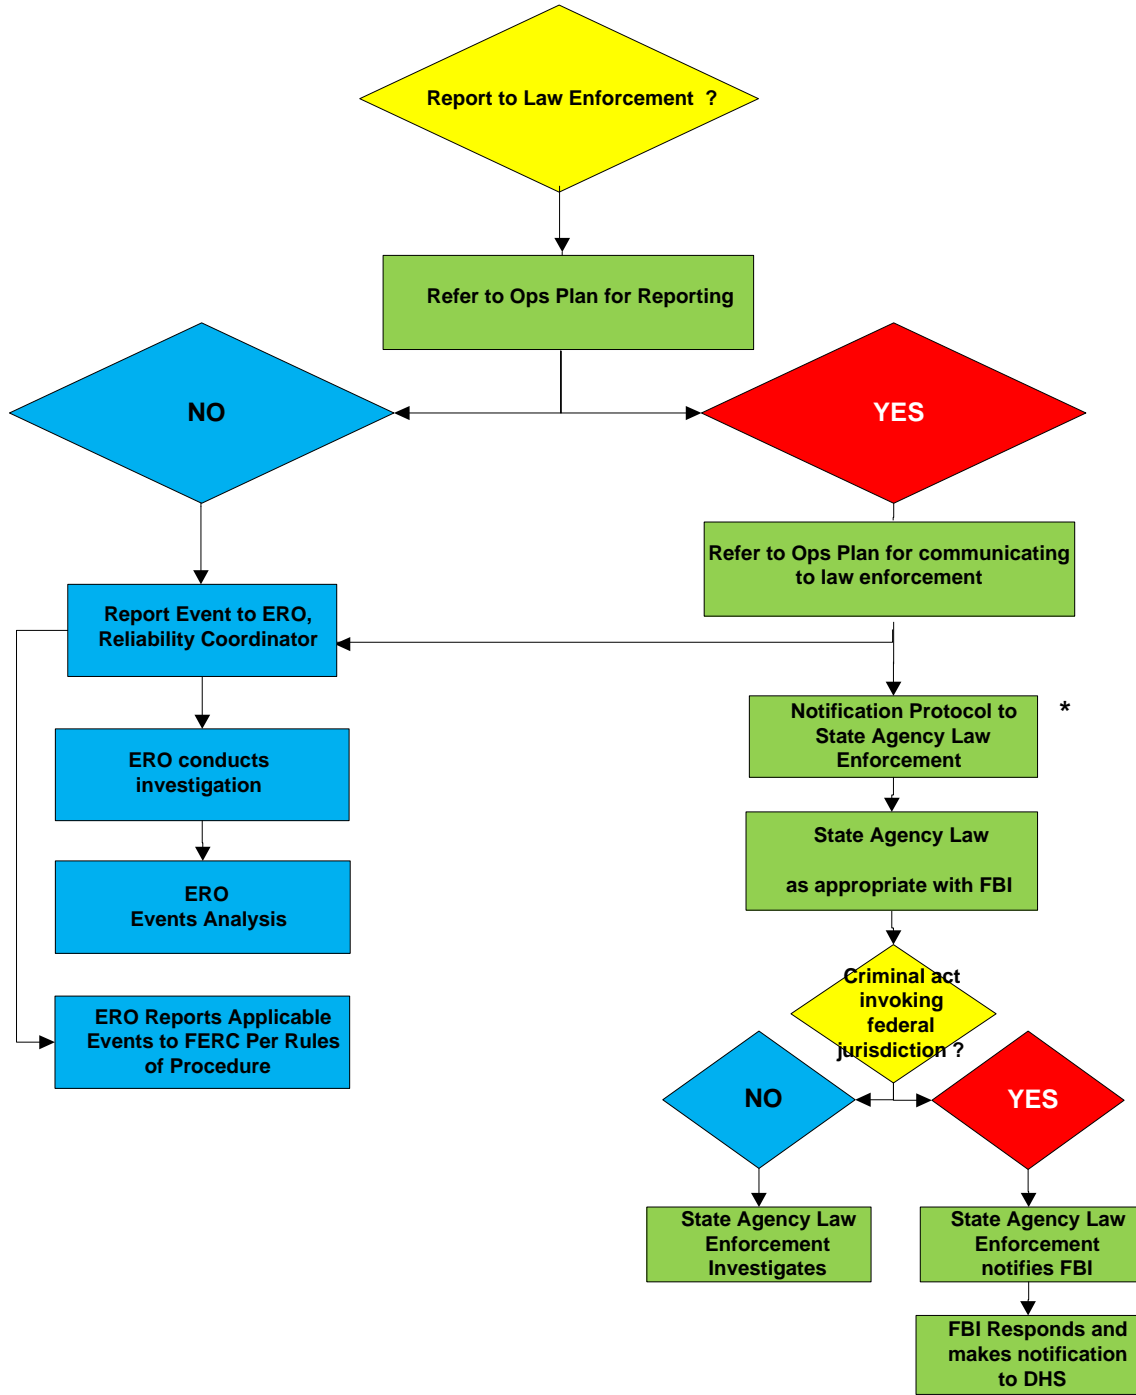 Report to Law Enforcement ?
Refer to Ops Plan for Reporting
NO
YES
Refer to Ops Plan for communicating
to law enforcement
Report Event to ERO,
Reliability Coordinator
Notification Protocol to
State Agency Law
Enforcement
*
ERO conducts
investigation
State Agency Law
as appropriate with FBI
ERO
Events Analysis
Criminal act
invoking
federal
jurisdiction ?
ERO Reports Applicable
Events to FERC Per Rules
of Procedure
NO
YES
State Agency Law
Enforcement
Investigates
State Agency Law
Enforcement
notifies FBI
FBI Responds and
makes notification
to DHS